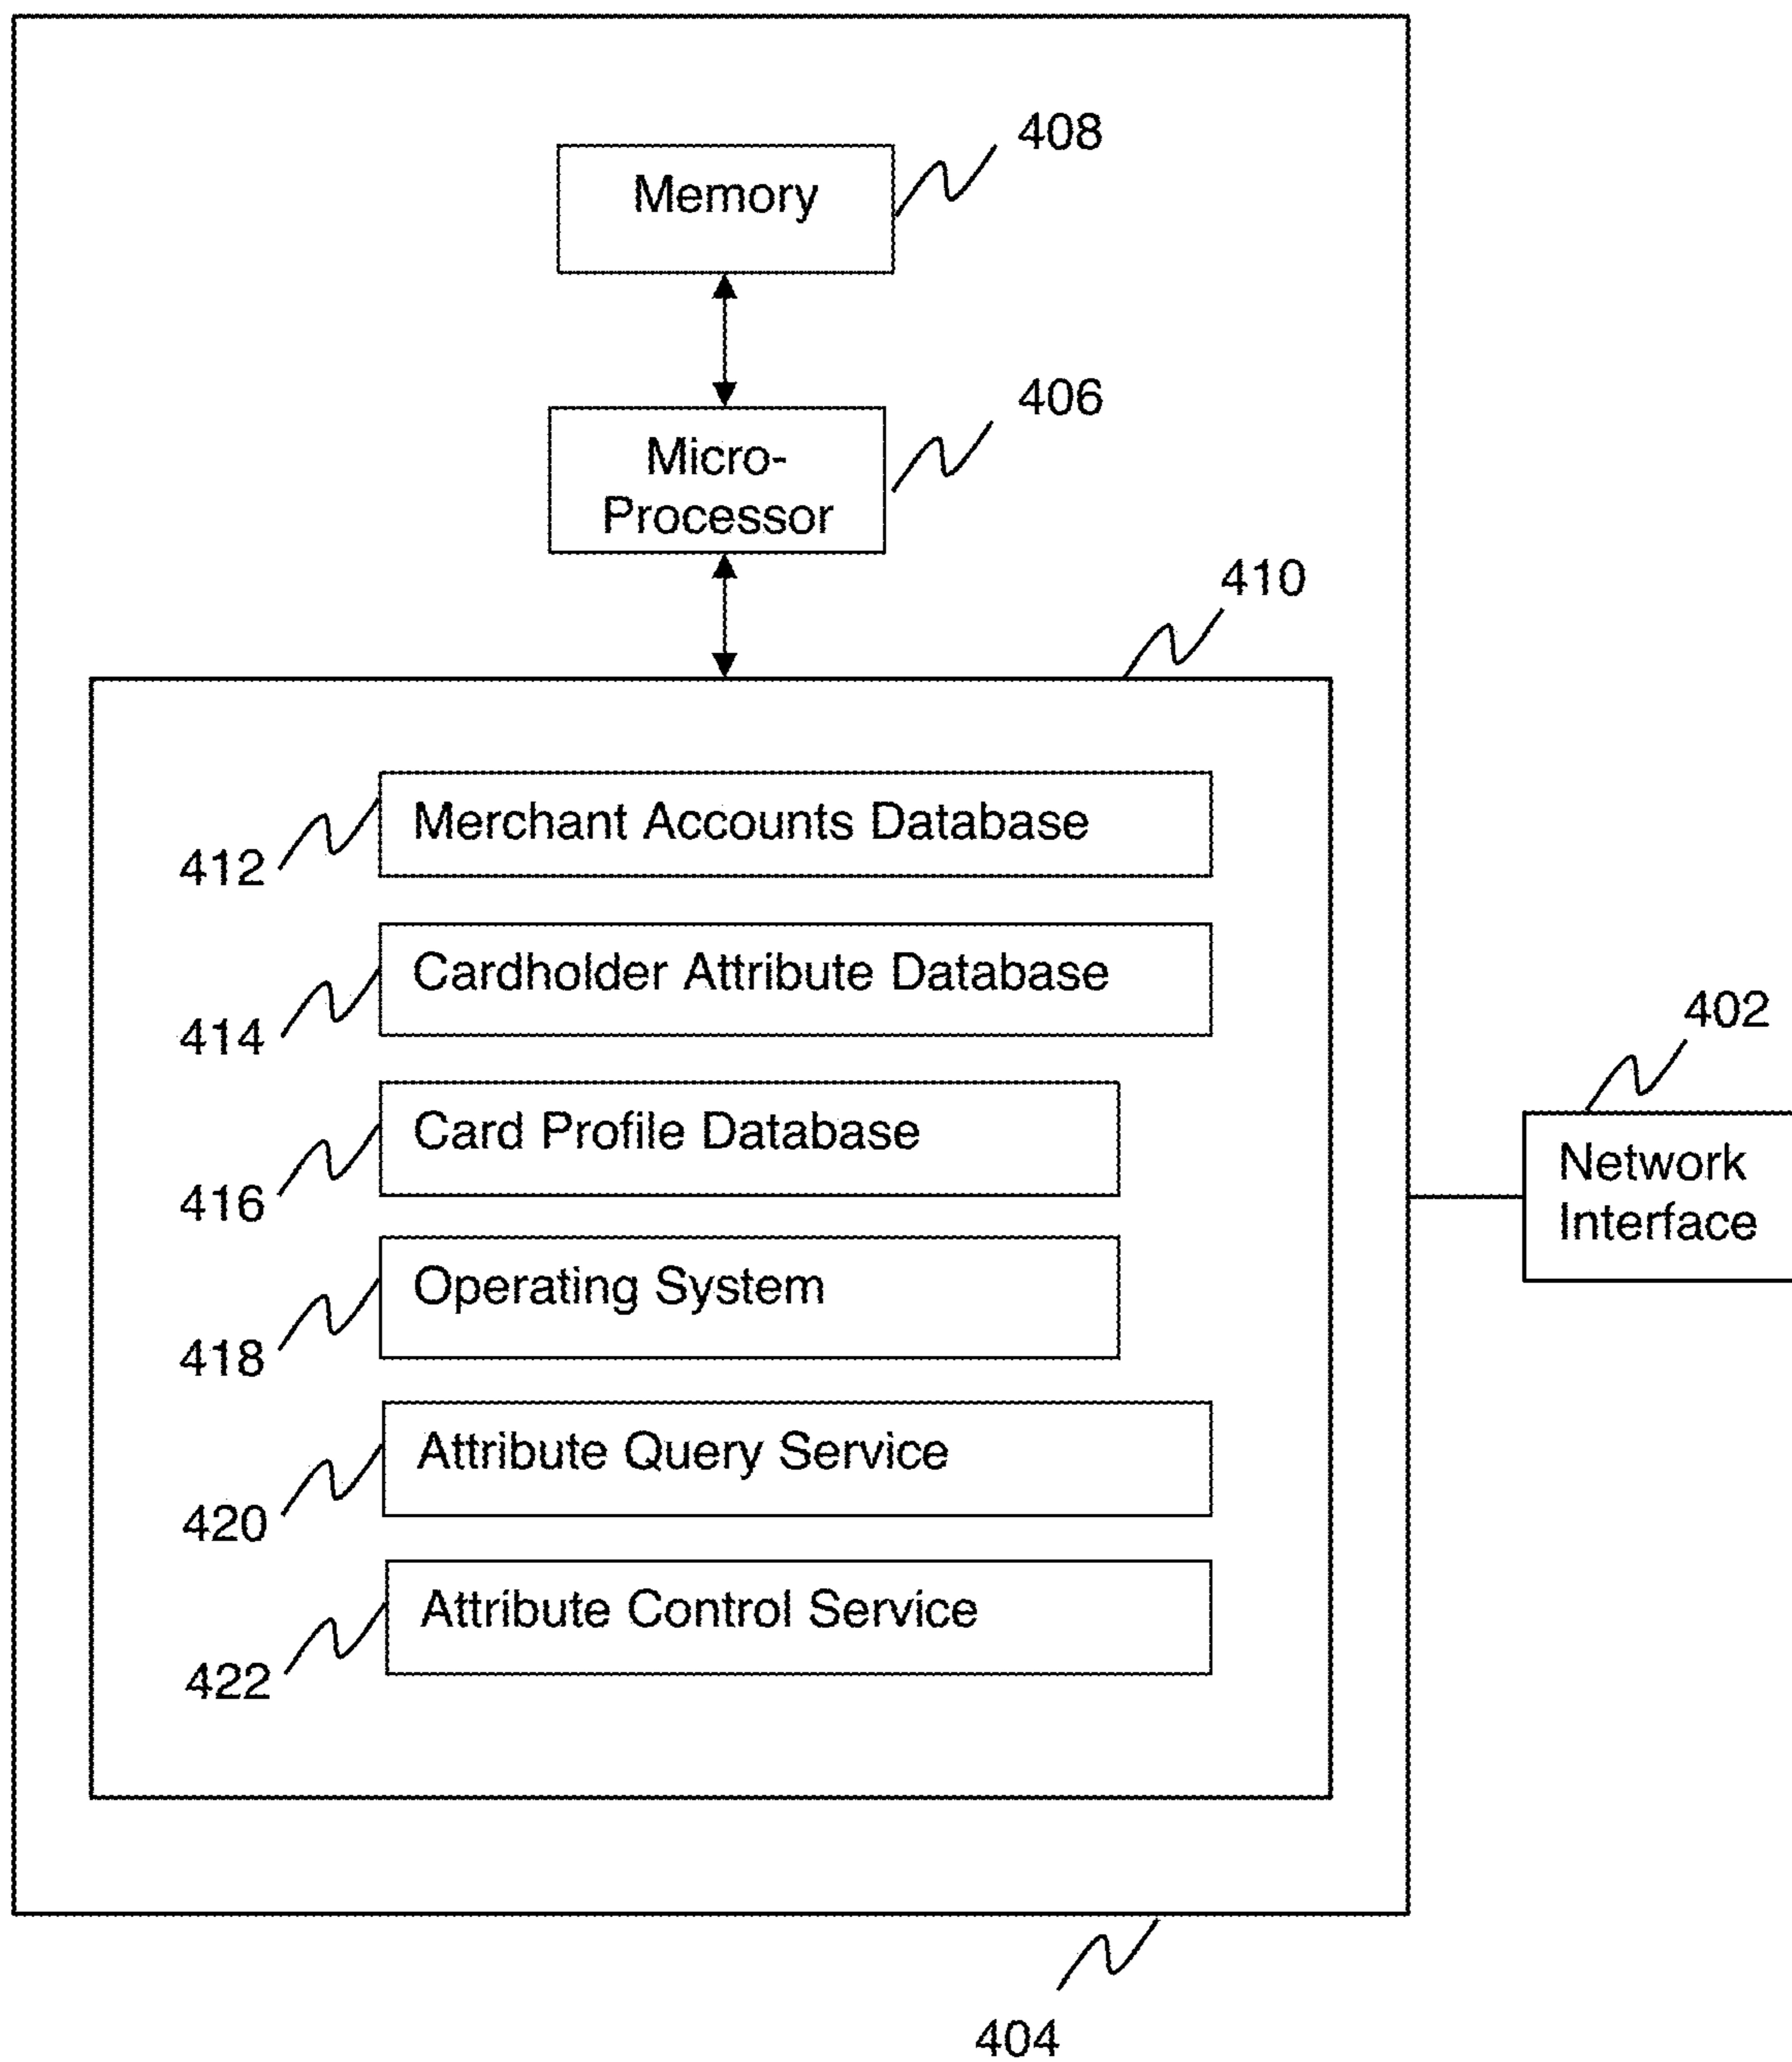 408
Memory
406
Micro-
Processor
410
Merchant Accounts Database
412
Cardholder Attribute Database
414
402
Card Profile Database
416
Network
Interface
Operating System
418
Attribute Query Service
420
Attribute Control Service
422
404